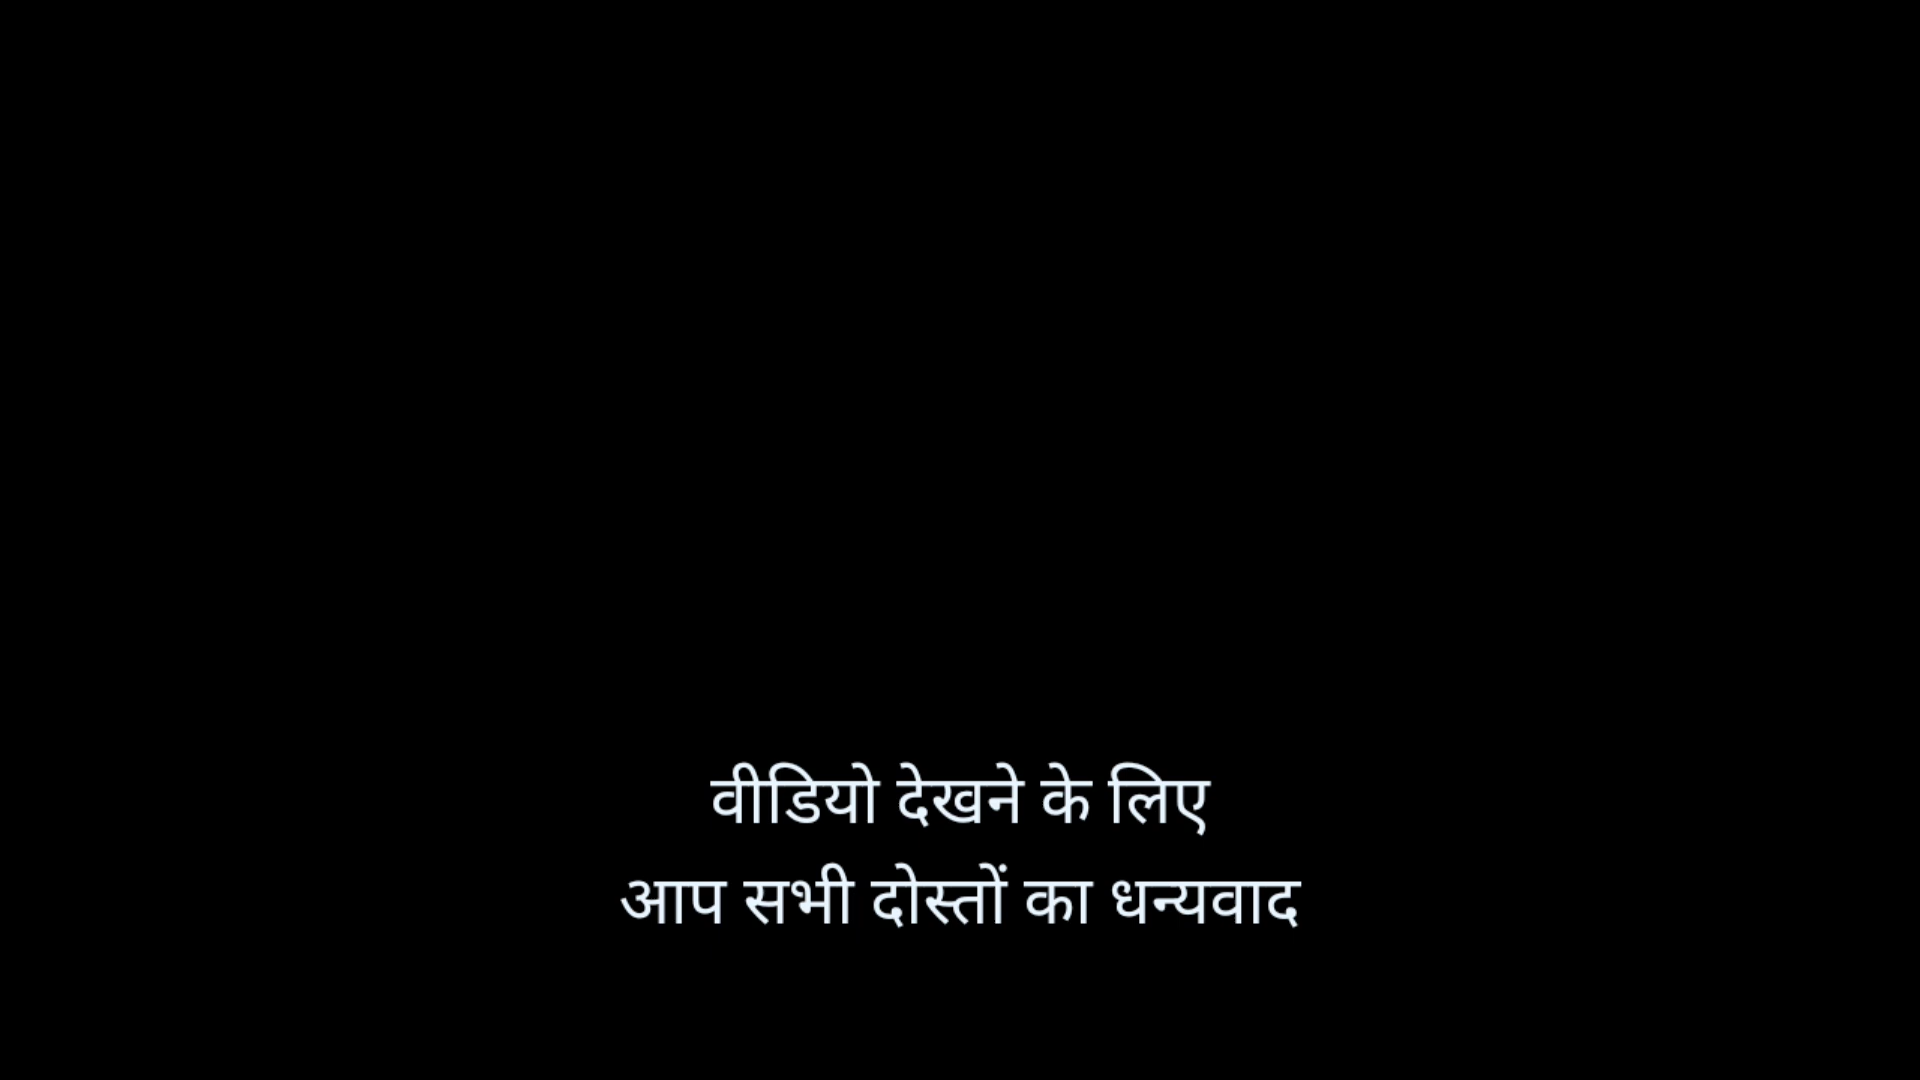 वीडियो देखने के लिए
आप सभी दोस्तों का धन्यवाद